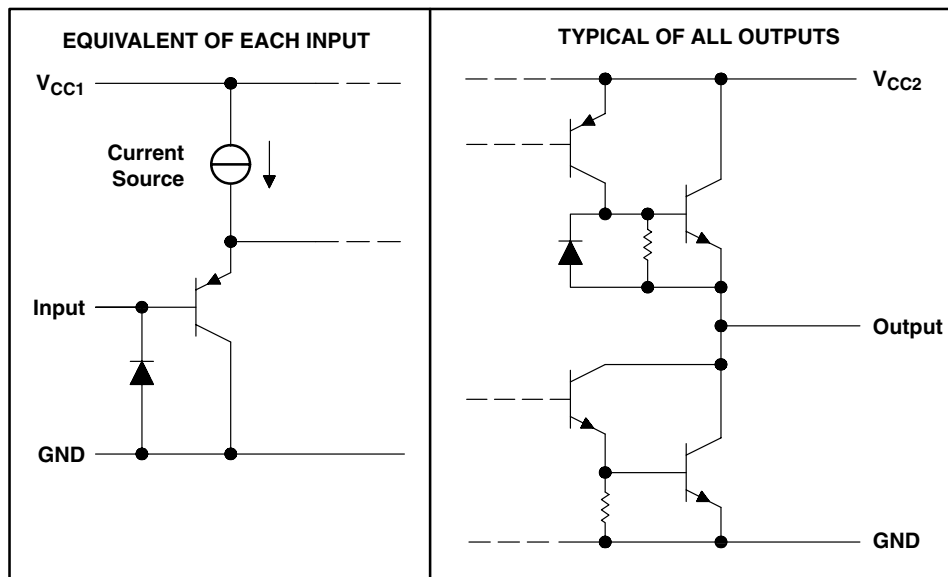 EQUIVALENT OF EACH INPUT
VCC1
Current
Source
Input
GND
TYPICAL OF ALL OUTPUTS
VCC2
Output
GND